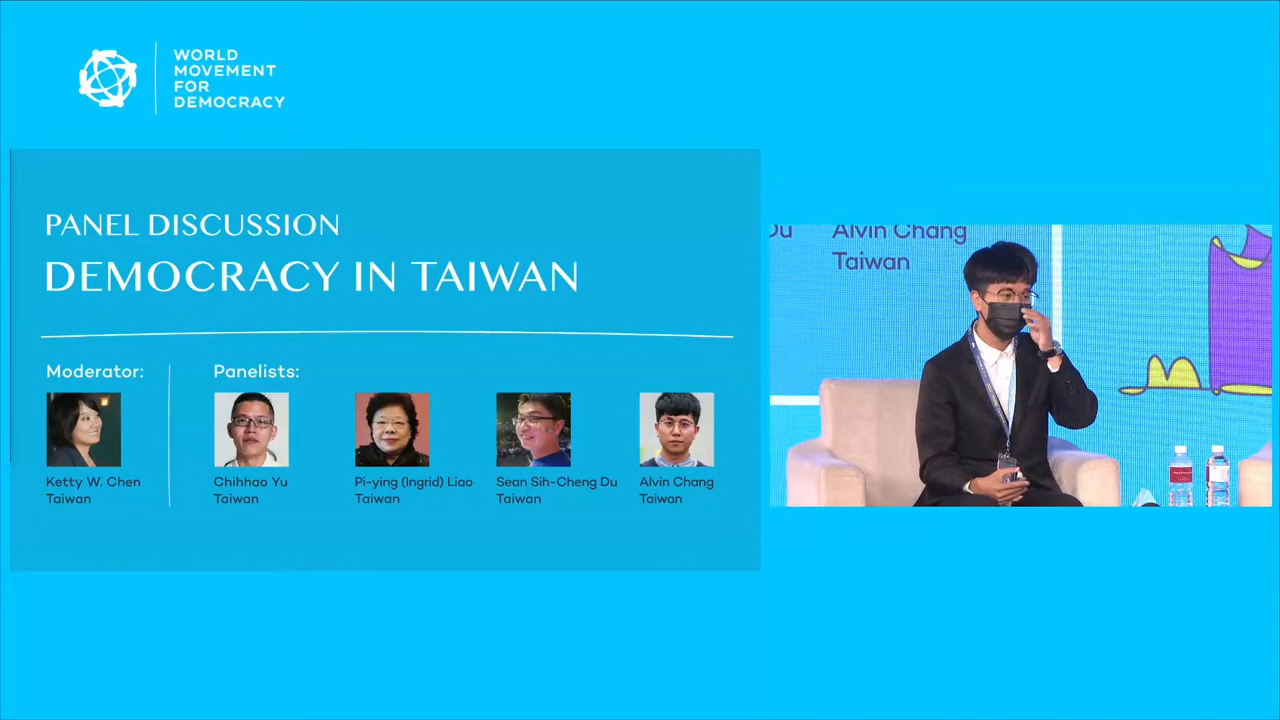 WORLD
MOVEMENT
FOR
DEMOCRACY
PANEL DISCUSSION
DEMOCRACY IN TAIWAN
Moderator:
Panelists:
Ketty W. Chen
Taiwan
Chihhao Yu
Taiwan
Pi-ying (Ingrid) Liao
Taiwan
Sean Sih-Cheng Du
Taiwan
Alvin Chang
Taiwan
Du
Alvin Chang
Taiwan